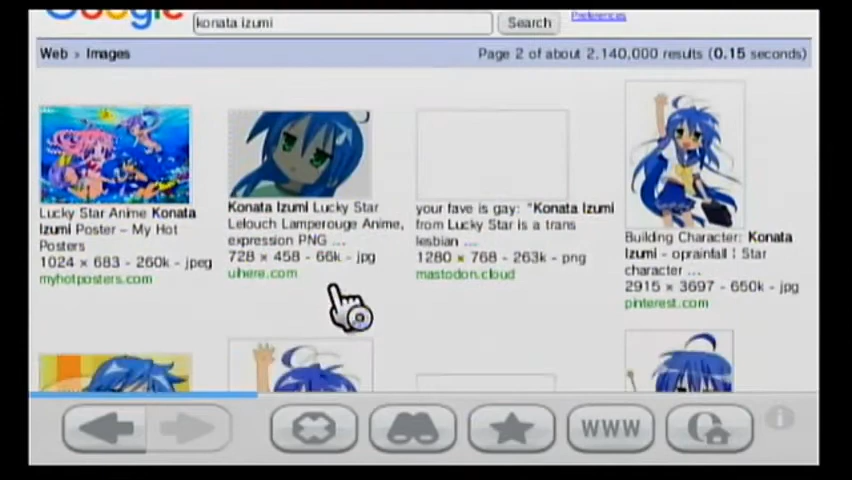 Google
konata izumi
Search
Preferences
Web > Images
Page 2 of about 2,140,000 results (0.15 seconds)
Lucky Star Anime Konata
Izumi Poster - My Hot
Posters
1024 × 683 - 260k - jpeg
myhotposters.com
Konata Izumi Lucky Star
Lelouch Lamperouge Anime,
expression PNG ...
728 × 458 - 66k - jpg
uihere.com
your fave is gay: "Konata Izumi
from Lucky Star is a trans
lesbian ...
1280 × 768 - 263k - png
mastodon.cloud
Building Character: Konata
Izumi - oprainfall | Star
character ...
2915 × 3697 - 650k - jpg
pinterest.com
WWW
i